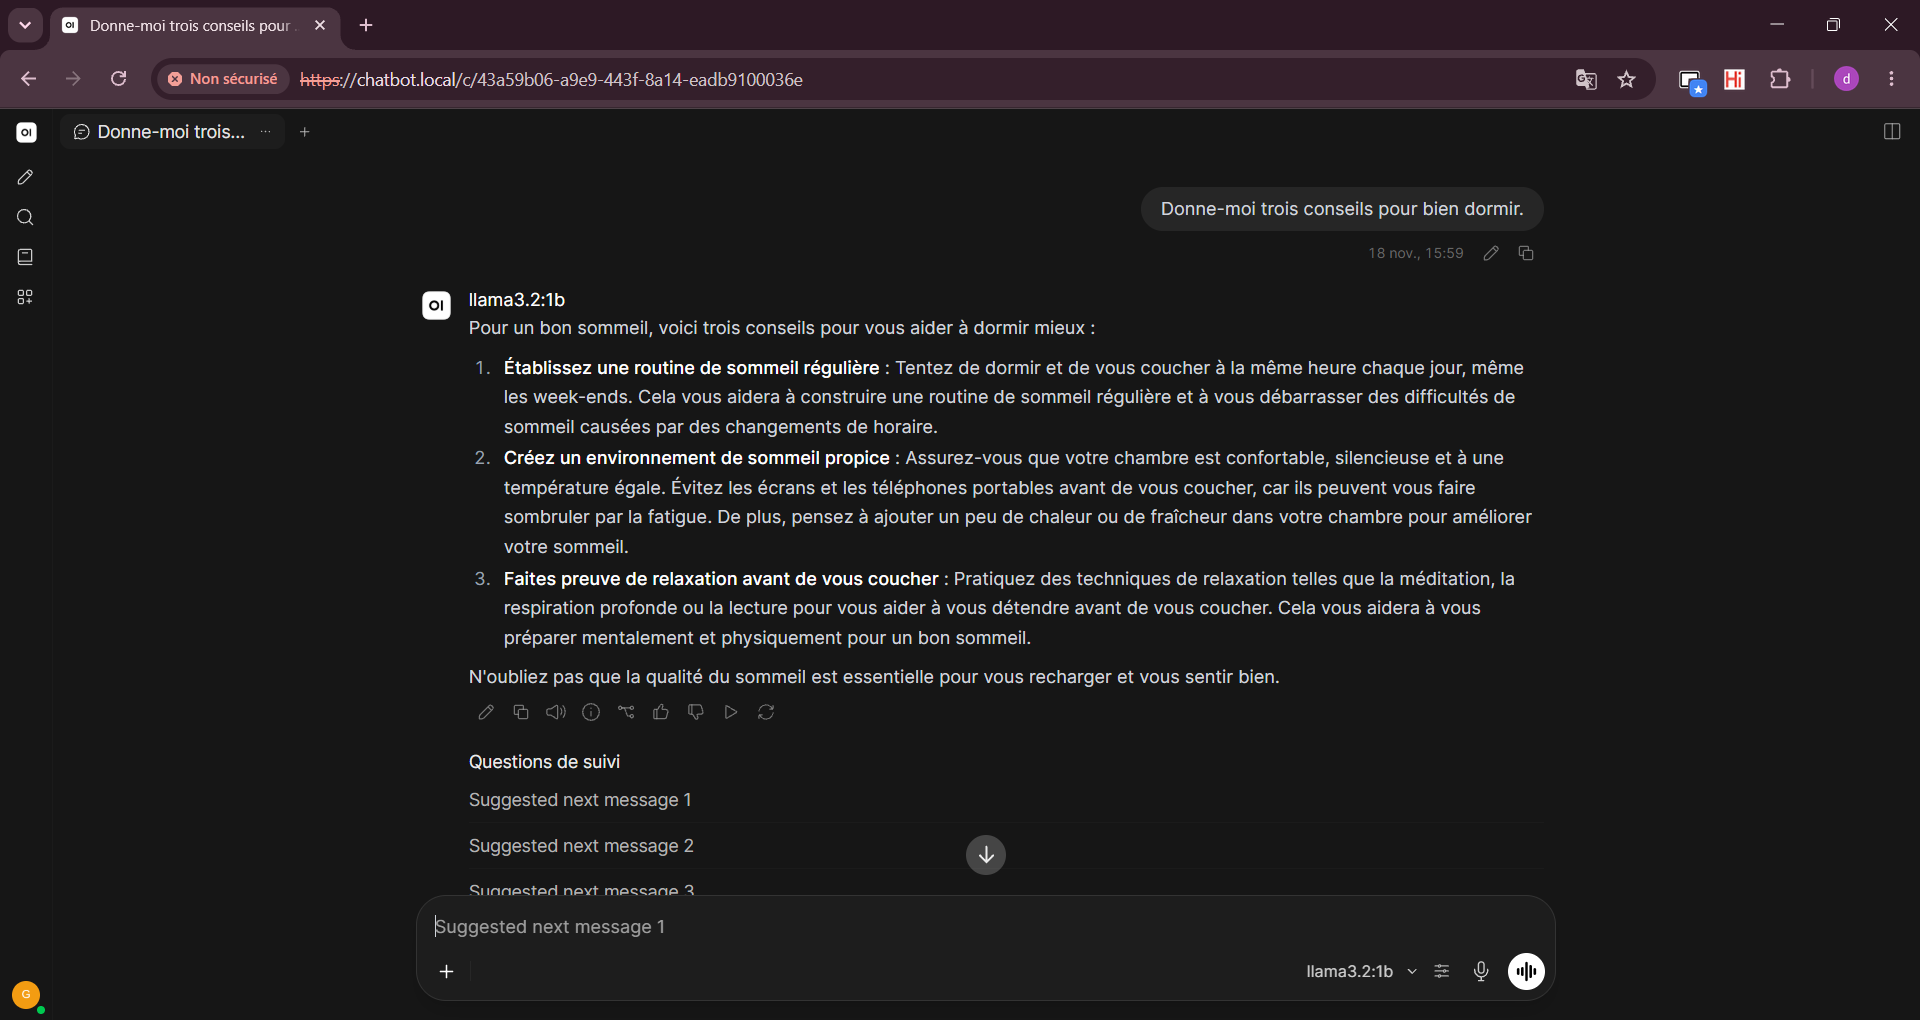 OI Donne-moi trois conseils pour
Non sécurisé https://chatbot.local/c/43a59b06-a9e9-443f-8a14-eadb9100036e Hi d
OI Donne-moi trois... ...
Donne-moi trois conseils pour bien dormir.
18 nov., 15:59
OI llama3.2:1b
Pour un bon sommeil, voici trois conseils pour vous aider à dormir mieux :
1. Établissez une routine de sommeil régulière : Tentez de dormir et de vous coucher à la même heure chaque jour, même
les week-ends. Cela vous aidera à construire une routine de sommeil régulière et à vous débarrasser des difficultés de
sommeil causées par des changements de horaire.
2. Créez un environnement de sommeil propice : Assurez-vous que votre chambre est confortable, silencieuse et à une
température égale. Évitez les écrans et les téléphones portables avant de vous coucher, car ils peuvent vous faire
sombruler par la fatigue. De plus, pensez à ajouter un peu de chaleur ou de fraîcheur dans votre chambre pour améliorer
votre sommeil.
3. Faites preuve de relaxation avant de vous coucher : Pratiquez des techniques de relaxation telles que la méditation, la
respiration profonde ou la lecture pour vous aider à vous détendre avant de vous coucher. Cela vous aidera à vous
préparer mentalement et physiquement pour un bon sommeil.
N'oubliez pas que la qualité du sommeil est essentielle pour vous recharger et vous sentir bien.
Questions de suivi
Suggested next message 1
Suggested next message 2
Suggested next message 3
Suggested next message 1
llama3.2:1b
G